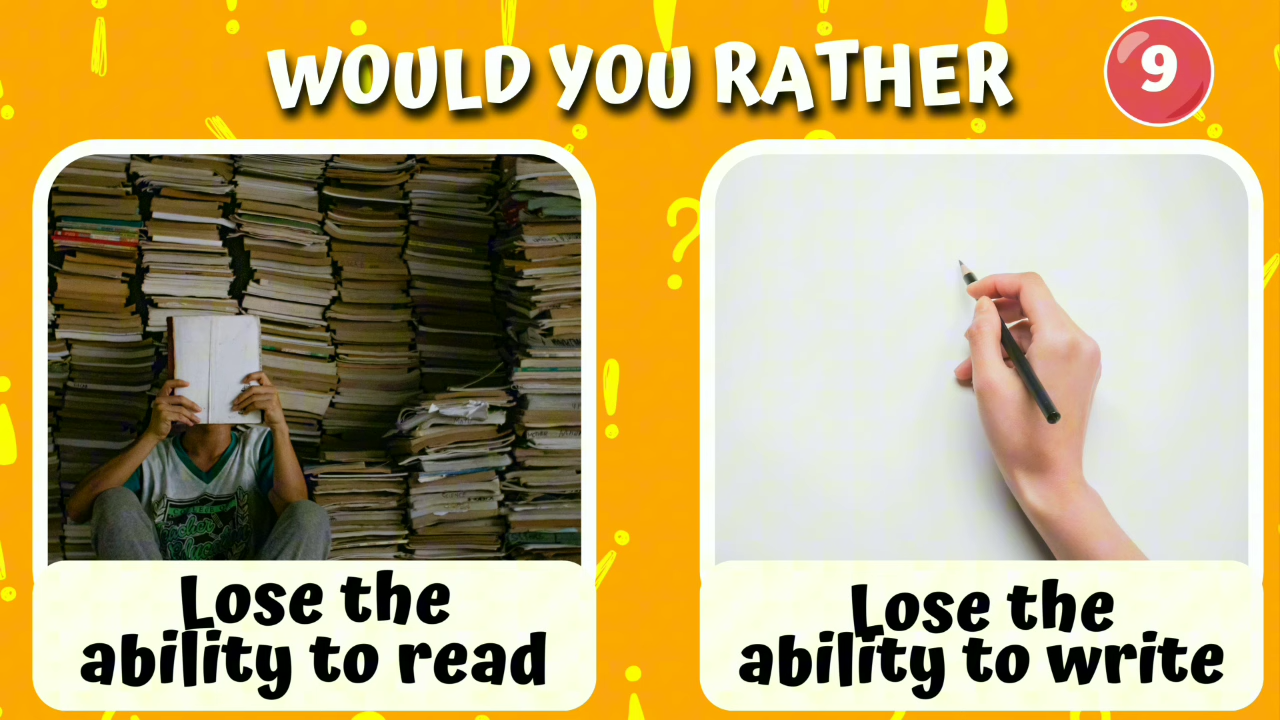 WOULD YOU RATHER
9
Lose the
ability to read
Lose the
ability to write